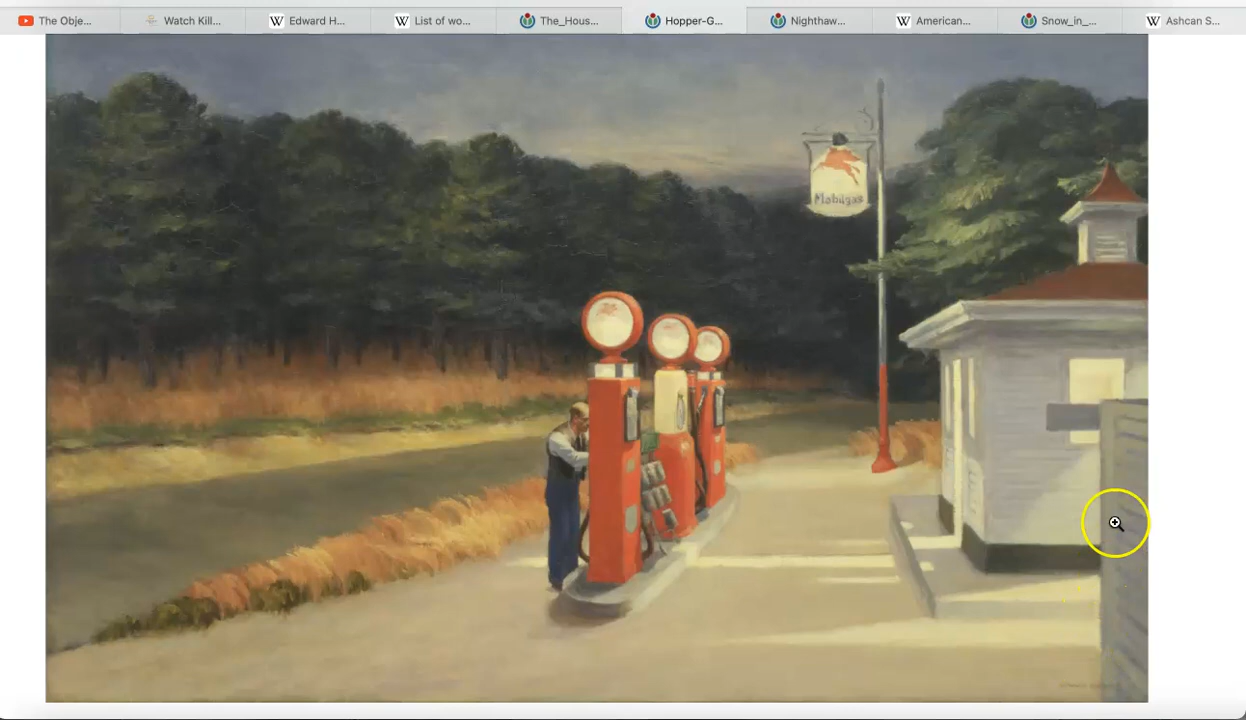 The Obje...
Watch Kill...
Edward H...
List of wo...
The_Hous...
Hopper-G...
Nighthaw...
American...
Snow_in_...
Ashcan S...
Mobilgas